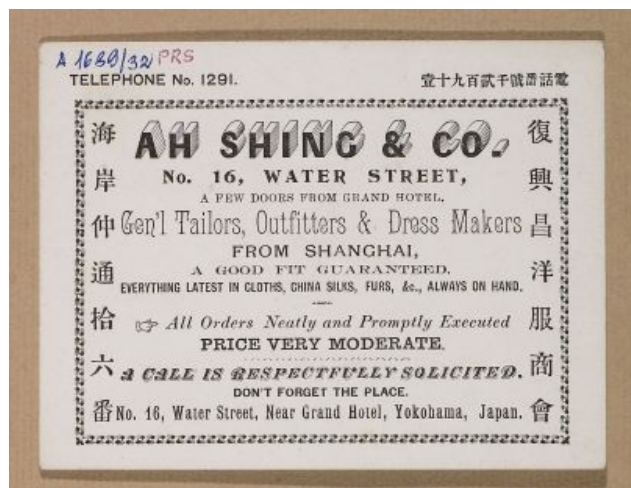 A 1689/32 PRS
TELEPHONE No. 1291.
電話番號千貳百九十壹
復興昌洋服商會
海岸仲通拾六番
AH SHING & CO.
No. 16, WATER STREET,
A FEW DOORS FROM GRAND HOTEL.
Gen'l Tailors, Outfitters & Dress Makers
FROM SHANGHAI,
A GOOD FIT GUARANTEED.
EVERYTHING LATEST IN CLOTHS, CHINA SILKS, FURS, &c., ALWAYS ON HAND.
☞ All Orders Neatly and Promptly Executed
PRICE VERY MODERATE.
A CALL IS RESPECTFULLY SOLICITED.
DON'T FORGET THE PLACE.
No. 16, Water Street, Near Grand Hotel, Yokohama, Japan.